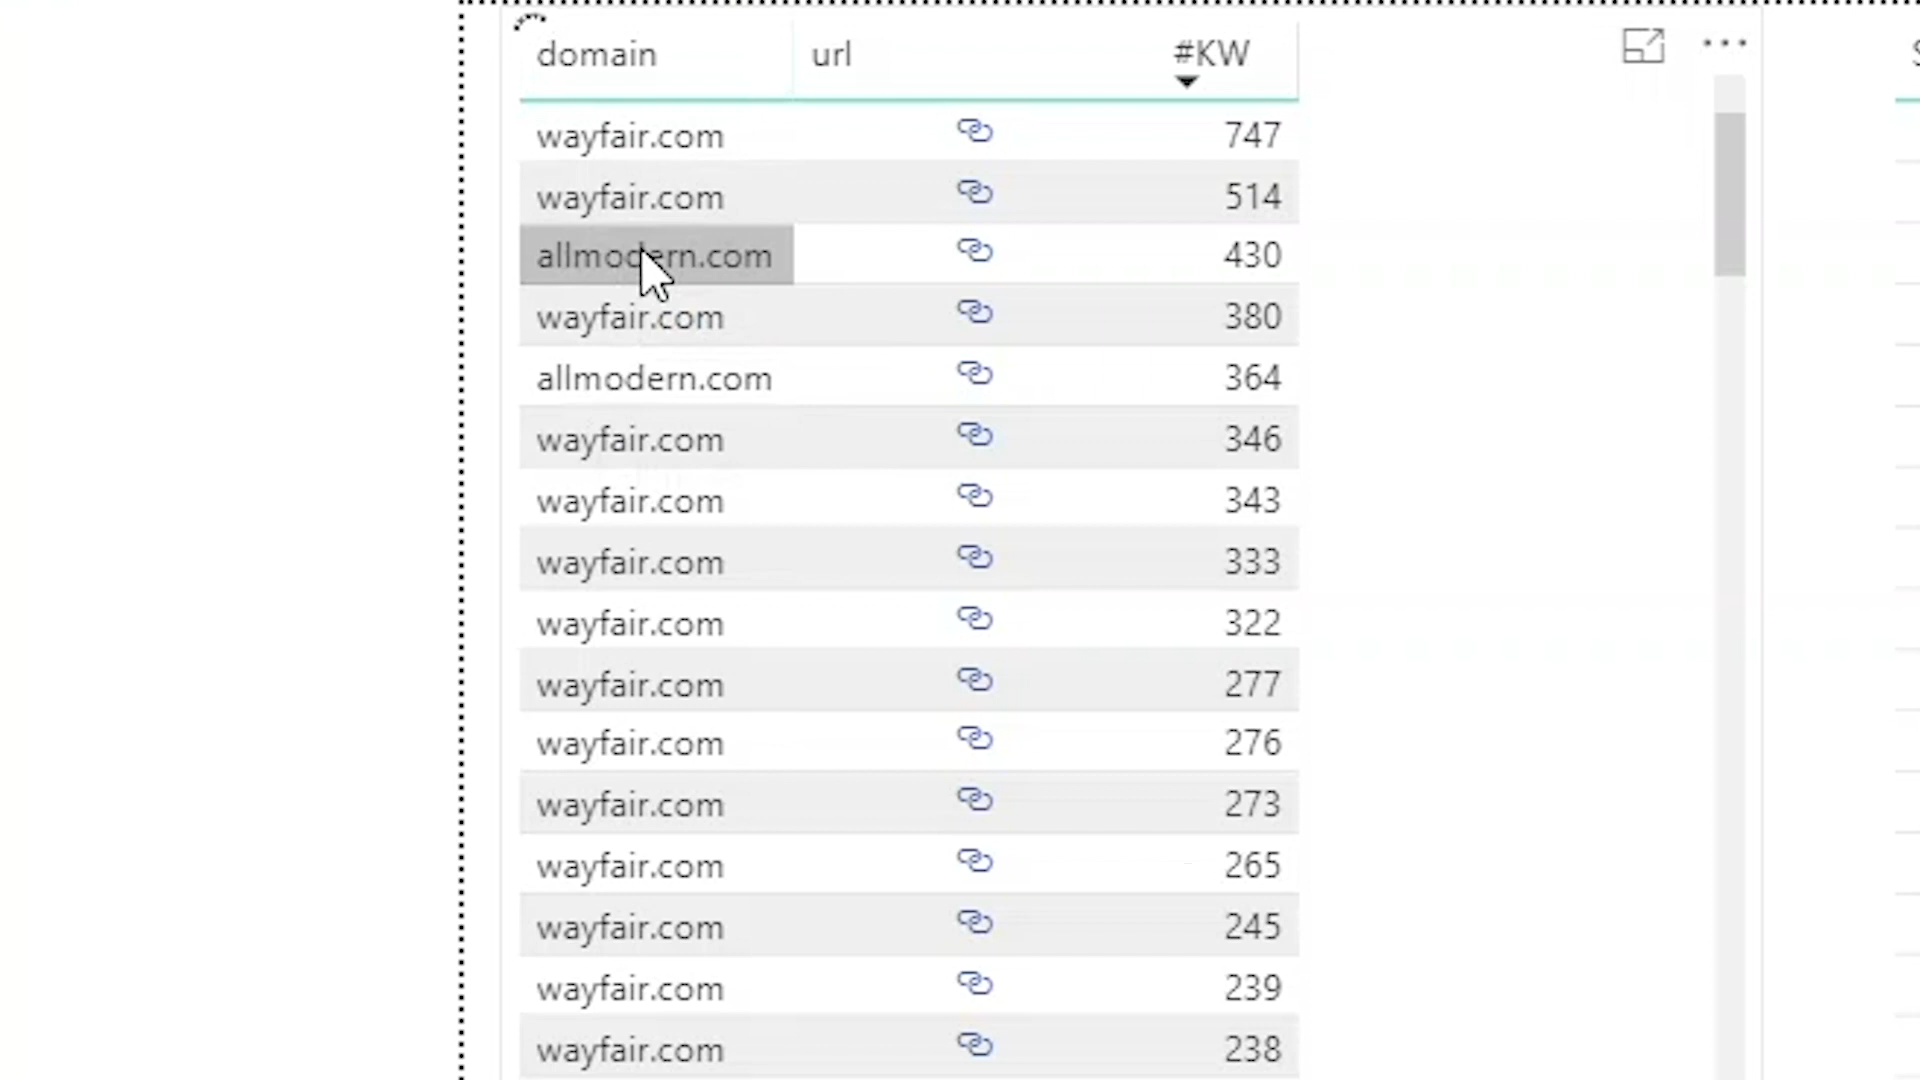 domain url #KW
wayfair.com 747
wayfair.com 514
allmodern.com 430
wayfair.com 380
allmodern.com 364
wayfair.com 346
wayfair.com 343
wayfair.com 333
wayfair.com 322
wayfair.com 277
wayfair.com 276
wayfair.com 273
wayfair.com 265
wayfair.com 245
wayfair.com 239
wayfair.com 238